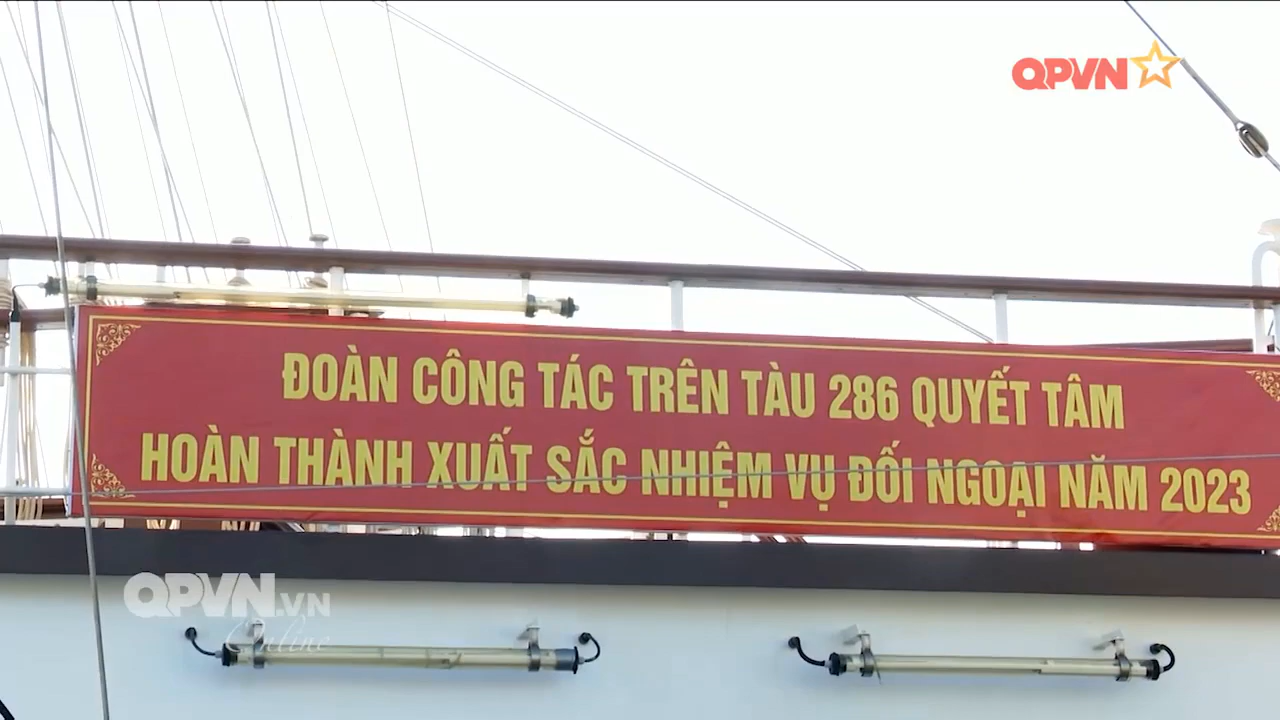 QPVN
ĐOÀN CÔNG TÁC TRÊN TÀU 286 QUYẾT TÂM
HOÀN THÀNH XUẤT SẮC NHIỆM VỤ ĐỐI NGOẠI NĂM 2023
QPVN.VN
Online